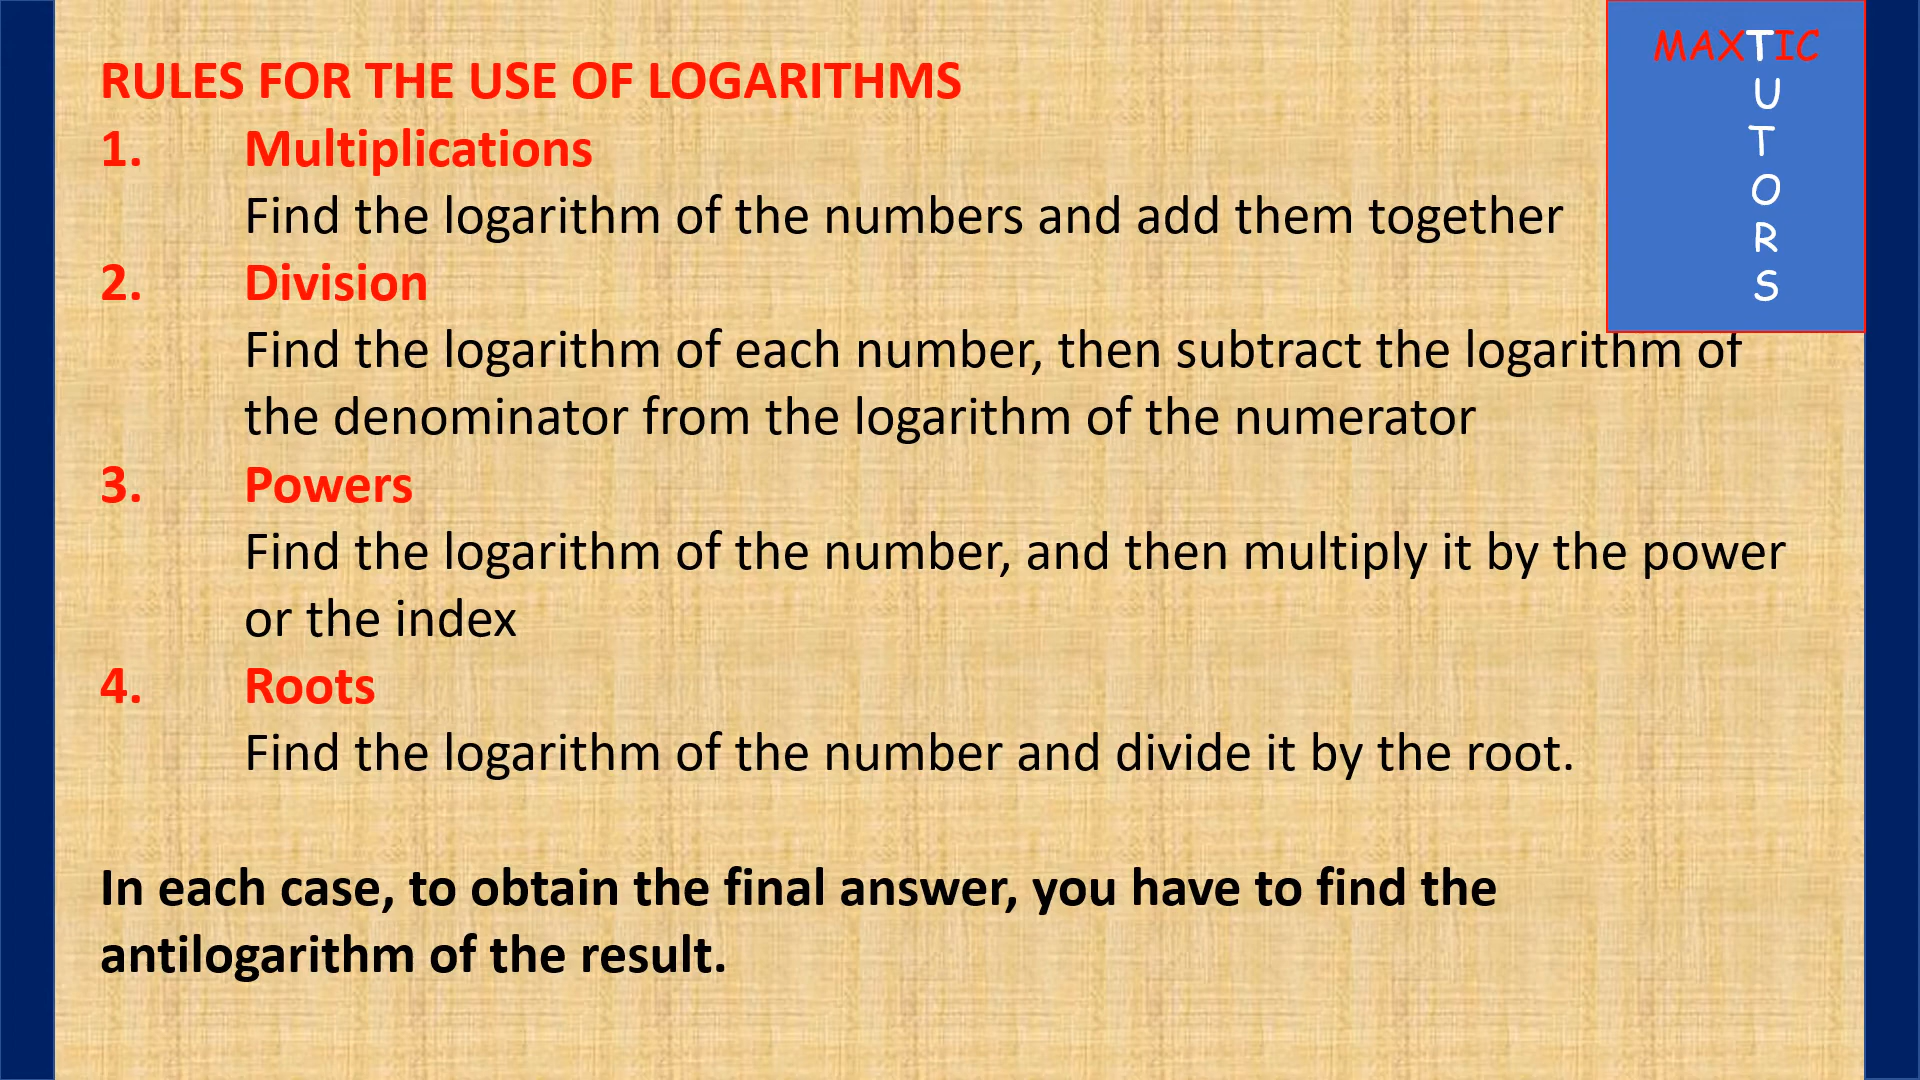 RULES FOR THE USE OF LOGARITHMS
1. Multiplications
Find the logarithm of the numbers and add them together
2. Division
Find the logarithm of each number, then subtract the logarithm of
the denominator from the logarithm of the numerator
3. Powers
Find the logarithm of the number, and then multiply it by the power
or the index
4. Roots
Find the logarithm of the number and divide it by the root.
In each case, to obtain the final answer, you have to find the
antilogarithm of the result.
MAXTIC
U
T
O
R
S